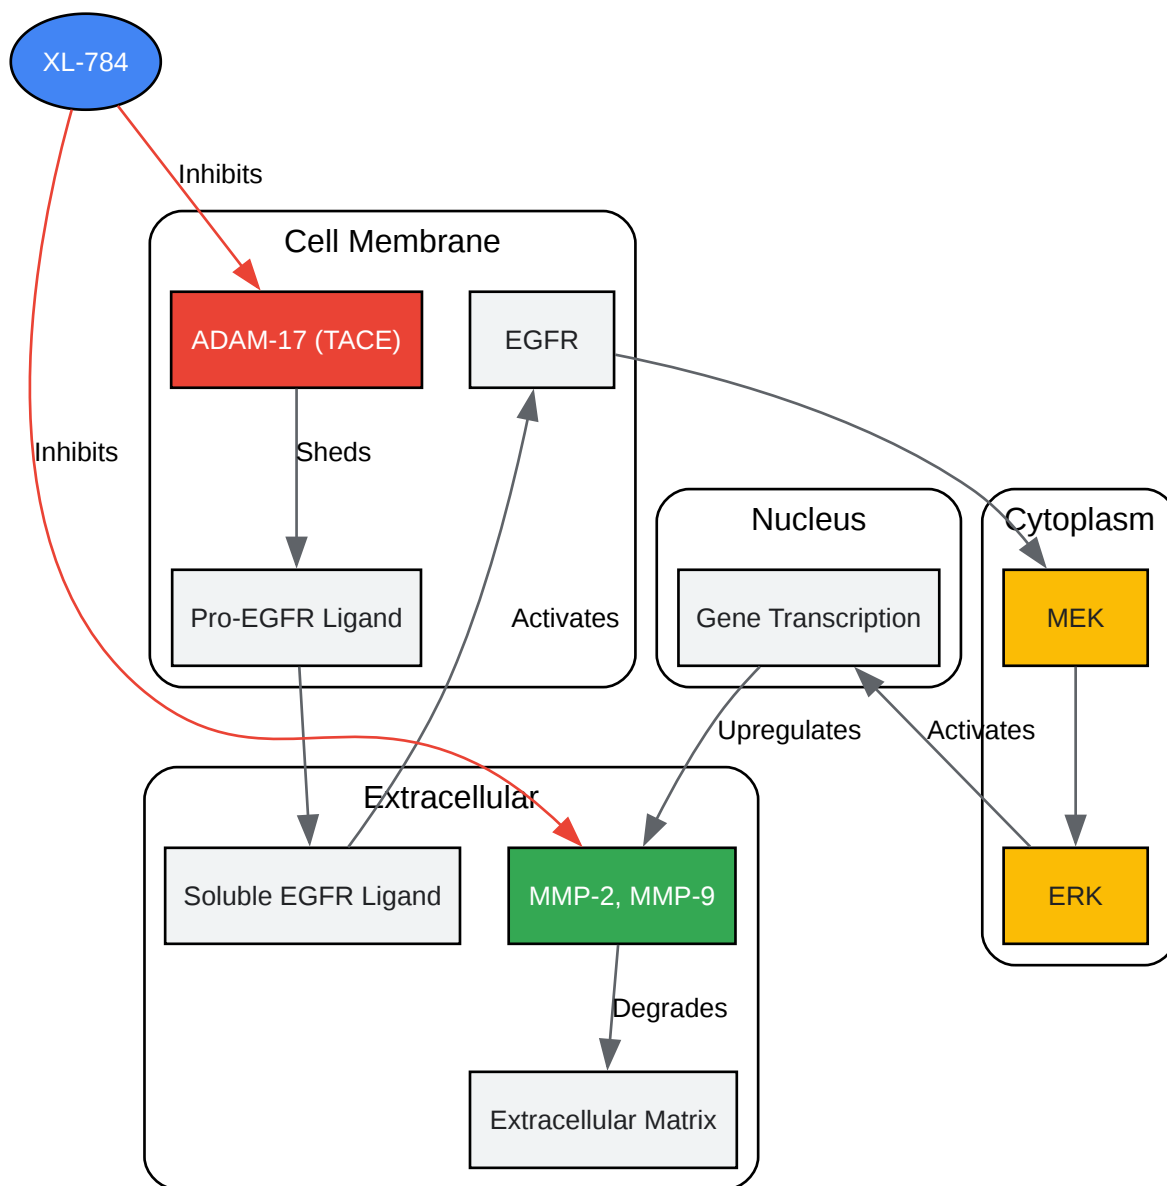 XL-784
Inhibits
Cell Membrane
ADAM-17 (TACE)
EGFR
Inhibits
Sheds
Nucleus
Cytoplasm
Pro-EGFR Ligand
Activates
Gene Transcription
MEK
Upregulates
Activates
Extracellular
Soluble EGFR Ligand
MMP-2, MMP-9
ERK
Degrades
Extracellular Matrix